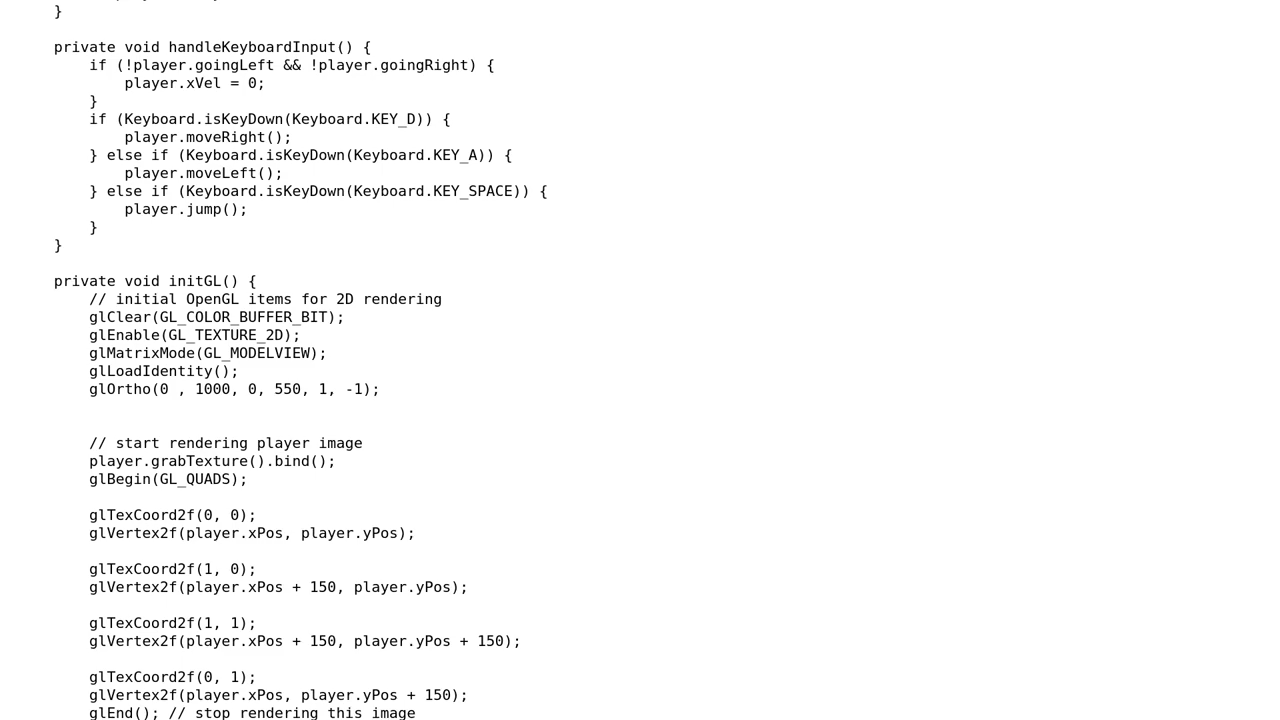 }
private void handleKeyboardInput() {
if (!player.goingLeft && !player.goingRight) {
player.xVel = 0;
}
if (Keyboard.isKeyDown(Keyboard.KEY_D)) {
player.moveRight();
} else if (Keyboard.isKeyDown(Keyboard.KEY_A)) {
player.moveLeft();
} else if (Keyboard.isKeyDown(Keyboard.KEY_SPACE)) {
player.jump();
}
}
private void initGL() {
// initial OpenGL items for 2D rendering
glClear(GL_COLOR_BUFFER_BIT);
glEnable(GL_TEXTURE_2D);
glMatrixMode(GL_MODELVIEW);
glLoadIdentity();
glOrtho(0 , 1000, 0, 550, 1, -1);
// start rendering player image
player.grabTexture().bind();
glBegin(GL_QUADS);
glTexCoord2f(0, 0);
glVertex2f(player.xPos, player.yPos);
glTexCoord2f(1, 0);
glVertex2f(player.xPos + 150, player.yPos);
glTexCoord2f(1, 1);
glVertex2f(player.xPos + 150, player.yPos + 150);
glTexCoord2f(0, 1);
glVertex2f(player.xPos, player.yPos + 150);
glEnd(); // stop rendering this image